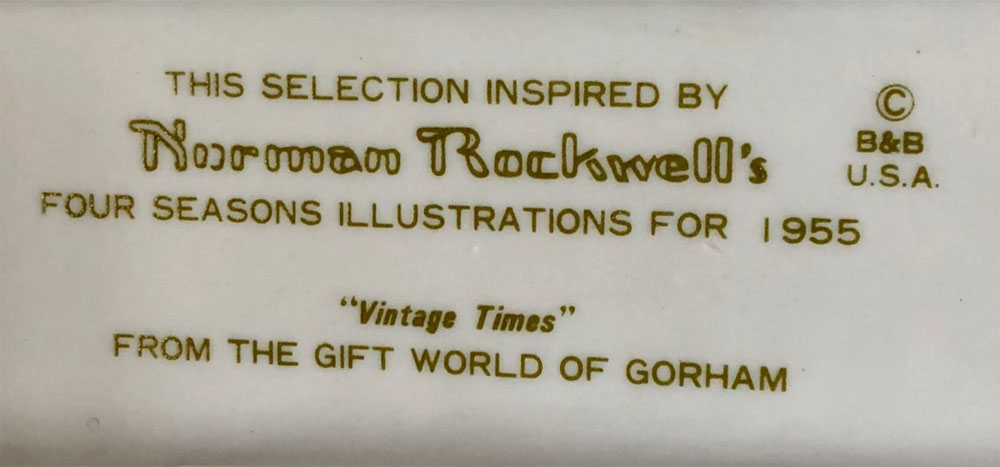 THIS SELECTION INSPIRED BY
Norman Rockwell's
FOUR SEASONS ILLUSTRATIONS FOR 1955
©
B&B
U.S.A.
"Vintage Times"
FROM THE GIFT WORLD OF GORHAM